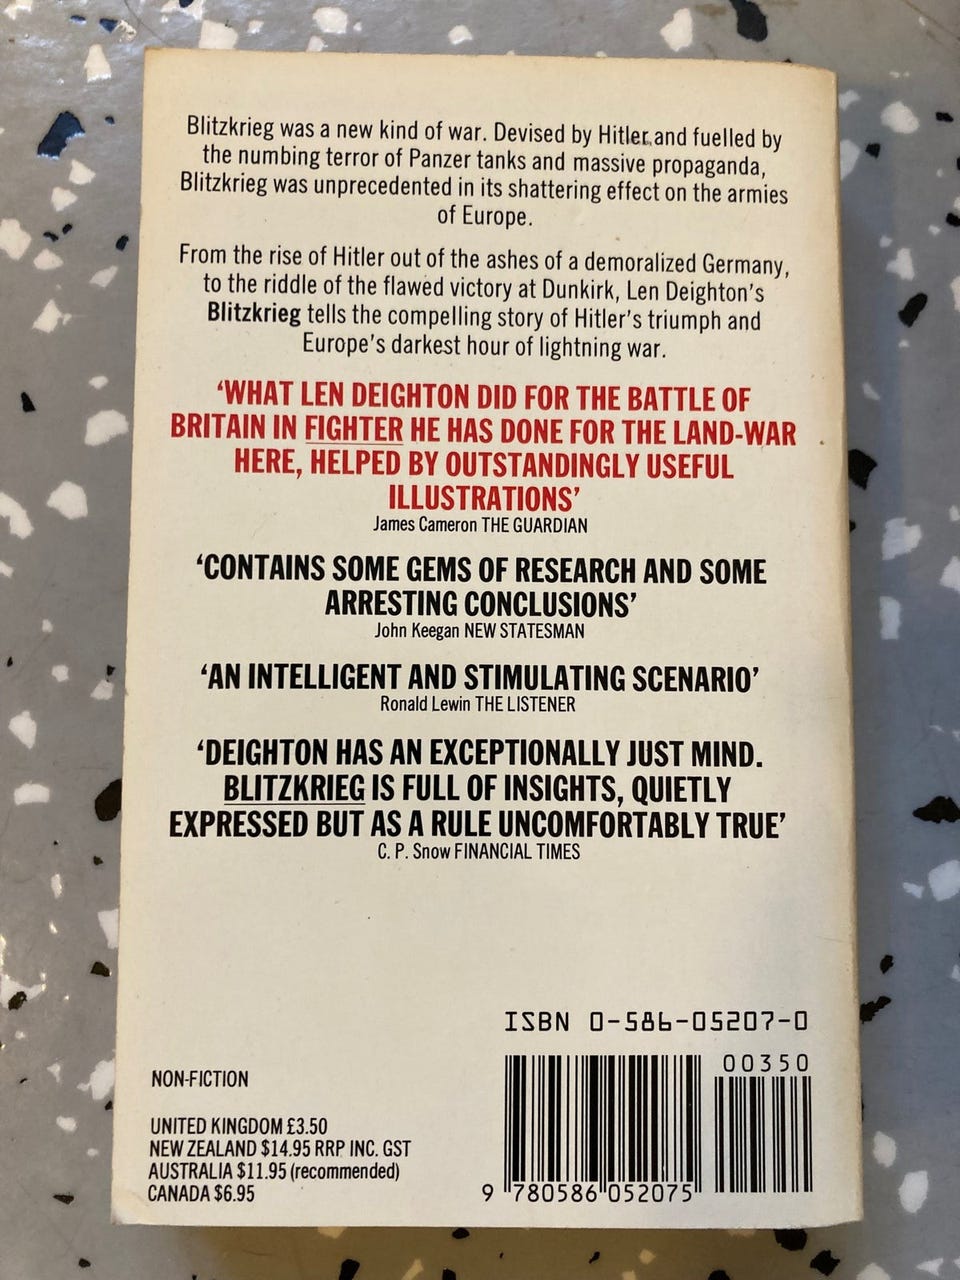 Blitzkrieg was a new kind of war. Devised by Hitler and fuelled by
the numbing terror of Panzer tanks and massive propaganda,
Blitzkrieg was unprecedented in its shattering effect on the armies
of Europe.
From the rise of Hitler out of the ashes of a demoralized Germany,
to the riddle of the flawed victory at Dunkirk, Len Deighton's
Blitzkrieg tells the compelling story of Hitler's triumph and
Europe's darkest hour of lightning war.
‘WHAT LEN DEIGHTON DID FOR THE BATTLE OF
BRITAIN IN FIGHTER HE HAS DONE FOR THE LAND-WAR
HERE, HELPED BY OUTSTANDINGLY USEFUL
ILLUSTRATIONS’
James Cameron THE GUARDIAN
‘CONTAINS SOME GEMS OF RESEARCH AND SOME
ARRESTING CONCLUSIONS’
John Keegan NEW STATESMAN
‘AN INTELLIGENT AND STIMULATING SCENARIO’
Ronald Lewin THE LISTENER
‘DEIGHTON HAS AN EXCEPTIONALLY JUST MIND.
BLITZKRIEG IS FULL OF INSIGHTS, QUIETLY
EXPRESSED BUT AS A RULE UNCOMFORTABLY TRUE’
C. P. Snow FINANCIAL TIMES
ISBN 0-586-05207-0
00350
NON-FICTION
UNITED KINGDOM £3.50
NEW ZEALAND $14.95 RRP INC. GST
AUSTRALIA $11.95 (recommended)
CANADA $6.95
9 780586 052075